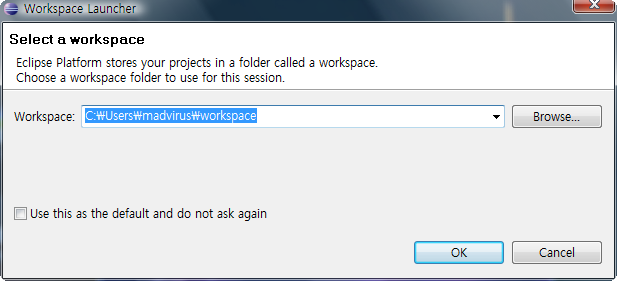 Workspace Launcher
Select a workspace
Eclipse Platform stores your projects in a folder called a workspace.
Choose a workspace folder to use for this session.
Workspace: C:₩Users₩madvirus₩workspace Browse...
Use this as the default and do not ask again
OK Cancel